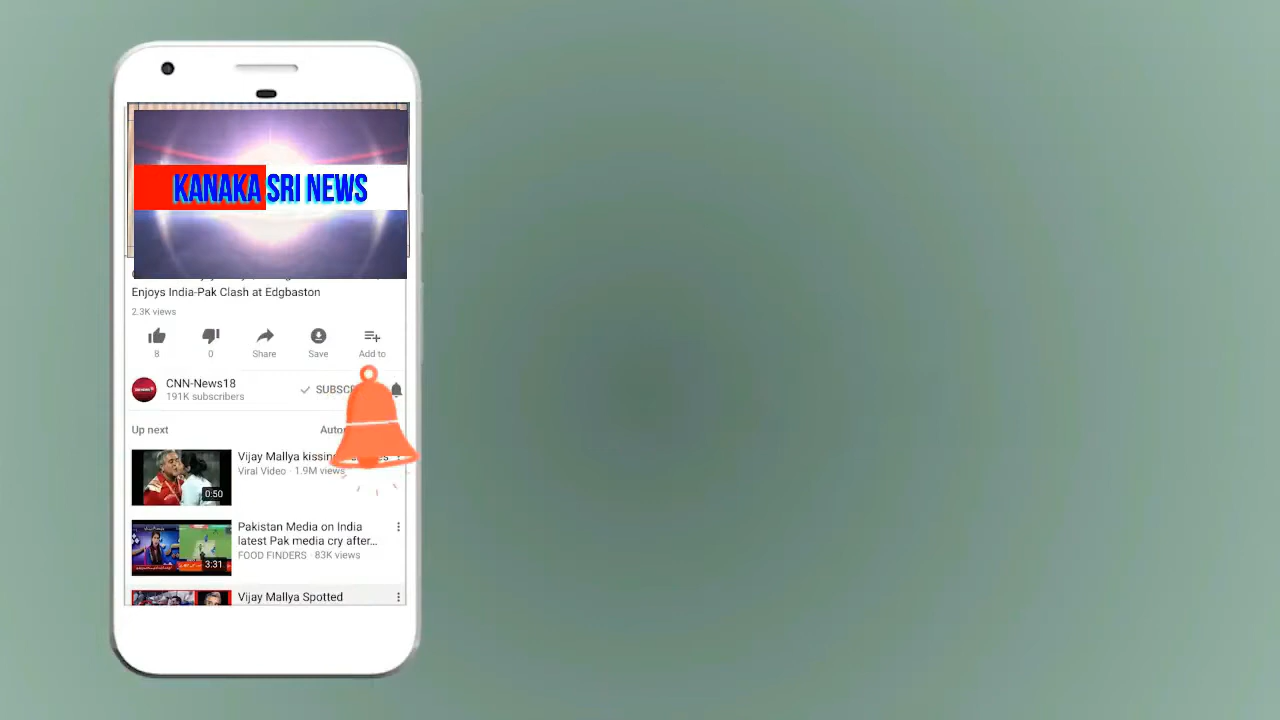 KANAKA SRI NEWS
Enjoys India-Pak Clash at Edgbaston
2.3K views
8
0
Share
Save
Add to
CNN-News18
191K subscribers
Up next
Vijay Mallya
Viral Video · 1.9M views
0:50
Pakistan Media on India
latest Pak media cry after...
FOOD FINDERS · 83K views
3:31
Vijay Mallya Spotted